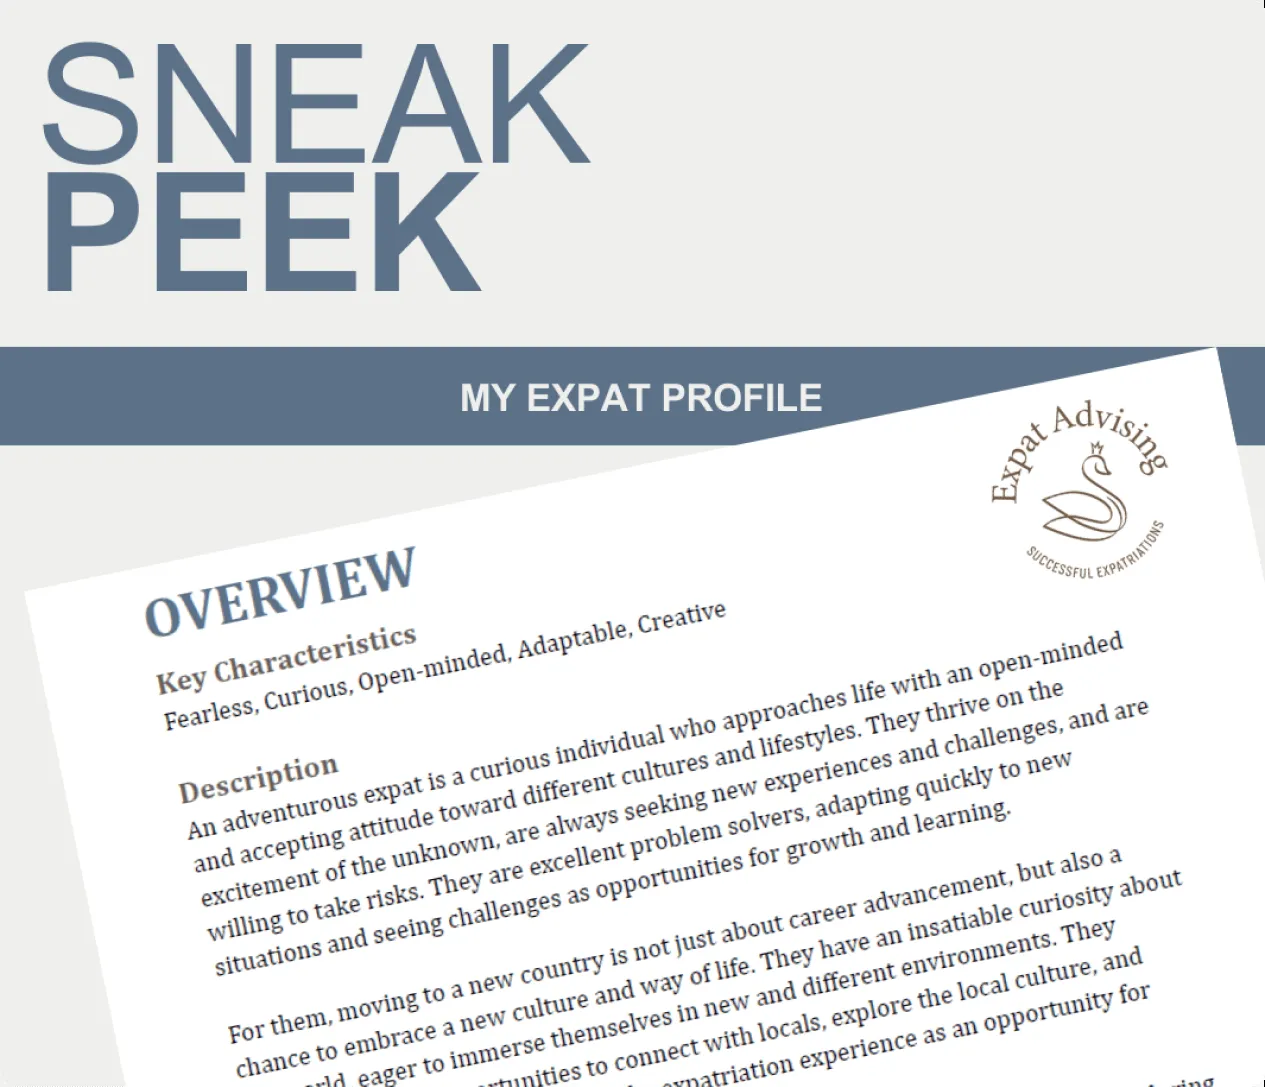 SNEAK
PEEK
MY EXPAT PROFILE
Expat Advising
SUCCESSFUL EXPATRIATIONS
OVERVIEW
Key Characteristics
Fearless, Curious, Open-minded, Adaptable, Creative
Description
An adventurous expat is a curious individual who approaches life with an open-minded
and accepting attitude toward different cultures and lifestyles. They thrive on the
excitement of the unknown, are always seeking new experiences and challenges, and are
willing to take risks. They are excellent problem solvers, adapting quickly to new
situations and seeing challenges as opportunities for growth and learning.
For them, moving to a new country is not just about career advancement, but also a
chance to embrace a new culture and way of life. They have an insatiable curiosity about
eager to immerse themselves in new and different environments. They
to connect with locals, explore the local culture, and
experience as an opportunity for